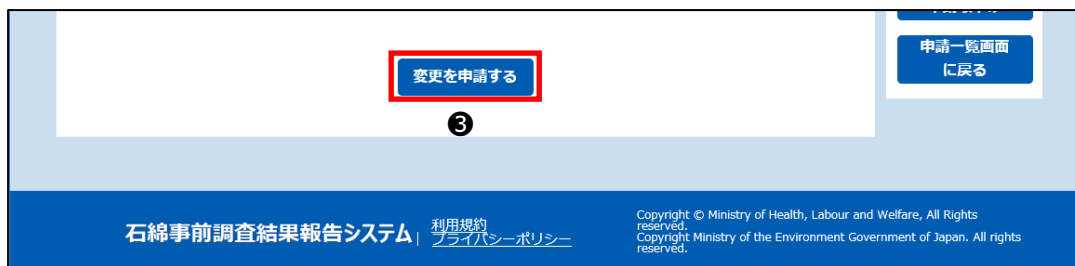 申請一覧画面
に戻る
変更を申請する
❸
石綿事前調査結果報告システム
利用規約
プライバシーポリシー
Copyright © Ministry of Health, Labour and Welfare, All Rights
reserved.
Copyright Ministry of the Environment Government of Japan. All rights
reserved.